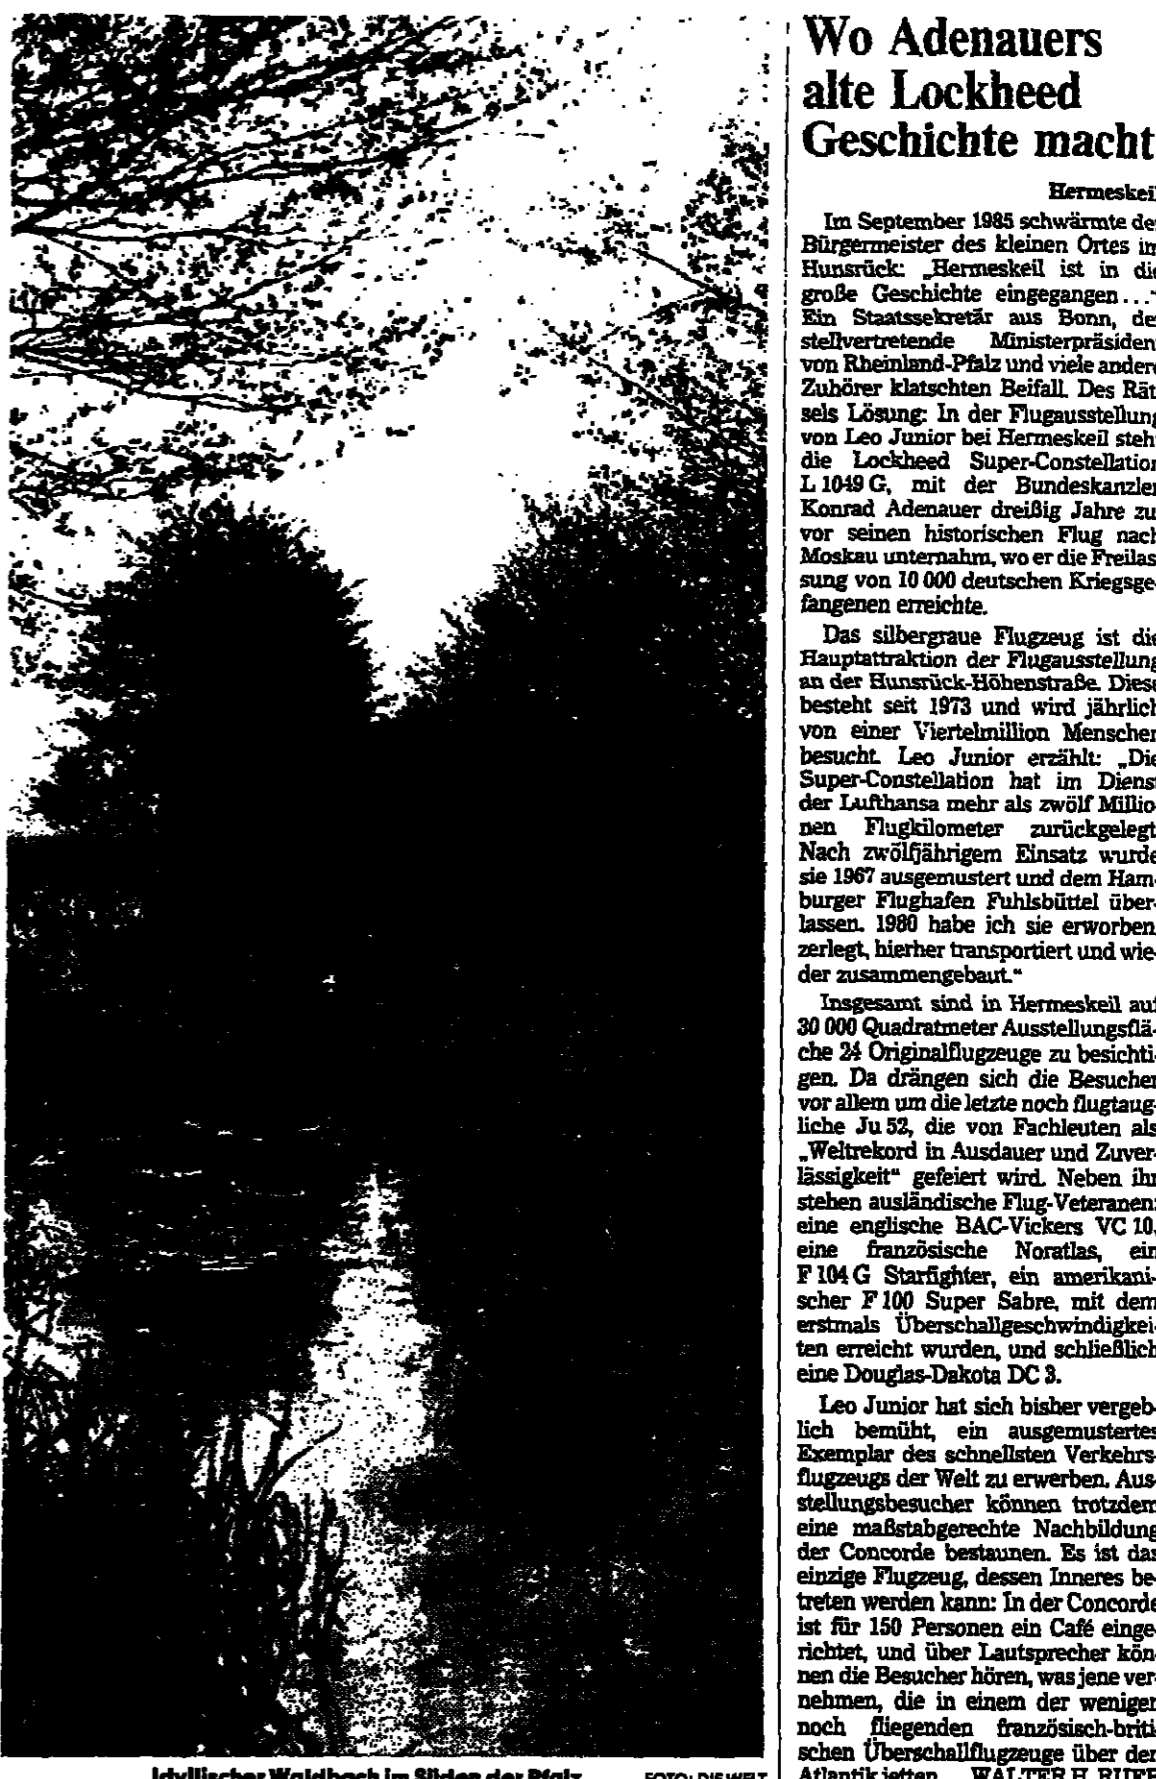 Wo Adenauers
alte Lockheed
Geschichte macht
Hermeskeil
Im September 1985 schwärmte der
Bürgermeister des kleinen Ortes im
Hunsrück: „Hermeskeil ist in die
große Geschichte eingegangen...“
Ein Staatssekretär aus Bonn, der
stellvertretende Ministerpräsident
von Rheinland-Pfalz und viele andere
Zuhörer klatschten Beifall. Des Rät-
sels Lösung: In der Flugausstellung
von Leo Junior bei Hermeskeil steht
die Lockheed Super-Constellation
L 1049 G, mit der Bundeskanzler
Konrad Adenauer dreißig Jahre zu-
vor seinen historischen Flug nach
Moskau unternahm, wo er die Freilas-
sung von 10 000 deutschen Kriegsge-
fangenen erreichte.
Das silbergraue Flugzeug ist die
Hauptattraktion der Flugausstellung
an der Hunsrück-Höhenstraße. Diese
besteht seit 1973 und wird jährlich
von einer Viertelmillion Menschen
besucht. Leo Junior erzählt: „Die
Super-Constellation hat im Dienst
der Lufthansa mehr als zwölf Millio-
nen Flugkilometer zurückgelegt.
Nach zwölfjährigem Einsatz wurde
sie 1967 ausgemustert und dem Ham-
burger Flughafen Fuhlsbüttel über-
lassen. 1980 habe ich sie erworben,
zerlegt, hierher transportiert und wie-
der zusammengebaut.“
Insgesamt sind in Hermeskeil auf
30 000 Quadratmeter Ausstellungsflä-
che 24 Originalflugzeuge zu besichti-
gen. Da drängen sich die Besucher
vor allem um die letzte noch flugtaug-
liche Ju 52, die von Fachleuten als
„Weltrekord in Ausdauer und Zuver-
lässigkeit“ gefeiert wird. Neben ihr
stehen ausländische Flug-Veteranen:
eine englische BAC-Vickers VC 10,
eine französische Noratlas, ein
F 104 G Starfighter, ein amerikani-
scher F 100 Super Sabre, mit dem
erstmals Überschallgeschwindigkei-
ten erreicht wurden, und schließlich
eine Douglas-Dakota DC 3.
Leo Junior hat sich bisher vergeb-
lich bemüht, ein ausgemustertes
Exemplar des schnellsten Verkehrs-
flugzeugs der Welt zu erwerben. Aus-
stellungsbesucher können trotzdem
eine maßstabgerechte Nachbildung
der Concorde bestaunen. Es ist das
einzige Flugzeug, dessen Inneres be-
treten werden kann: In der Concorde
ist für 150 Personen ein Café einge-
richtet, und über Lautsprecher kön-
nen die Besucher hören, was jene ver-
nehmen, die in einem der wenigen
noch fliegenden französisch-briti-
schen Überschallflugzeuge über den
Atlantik jetten. WALTER H. RUEB
Idyllischer Waldbach im Süden der Pfalz
FOTO: DIE WELT